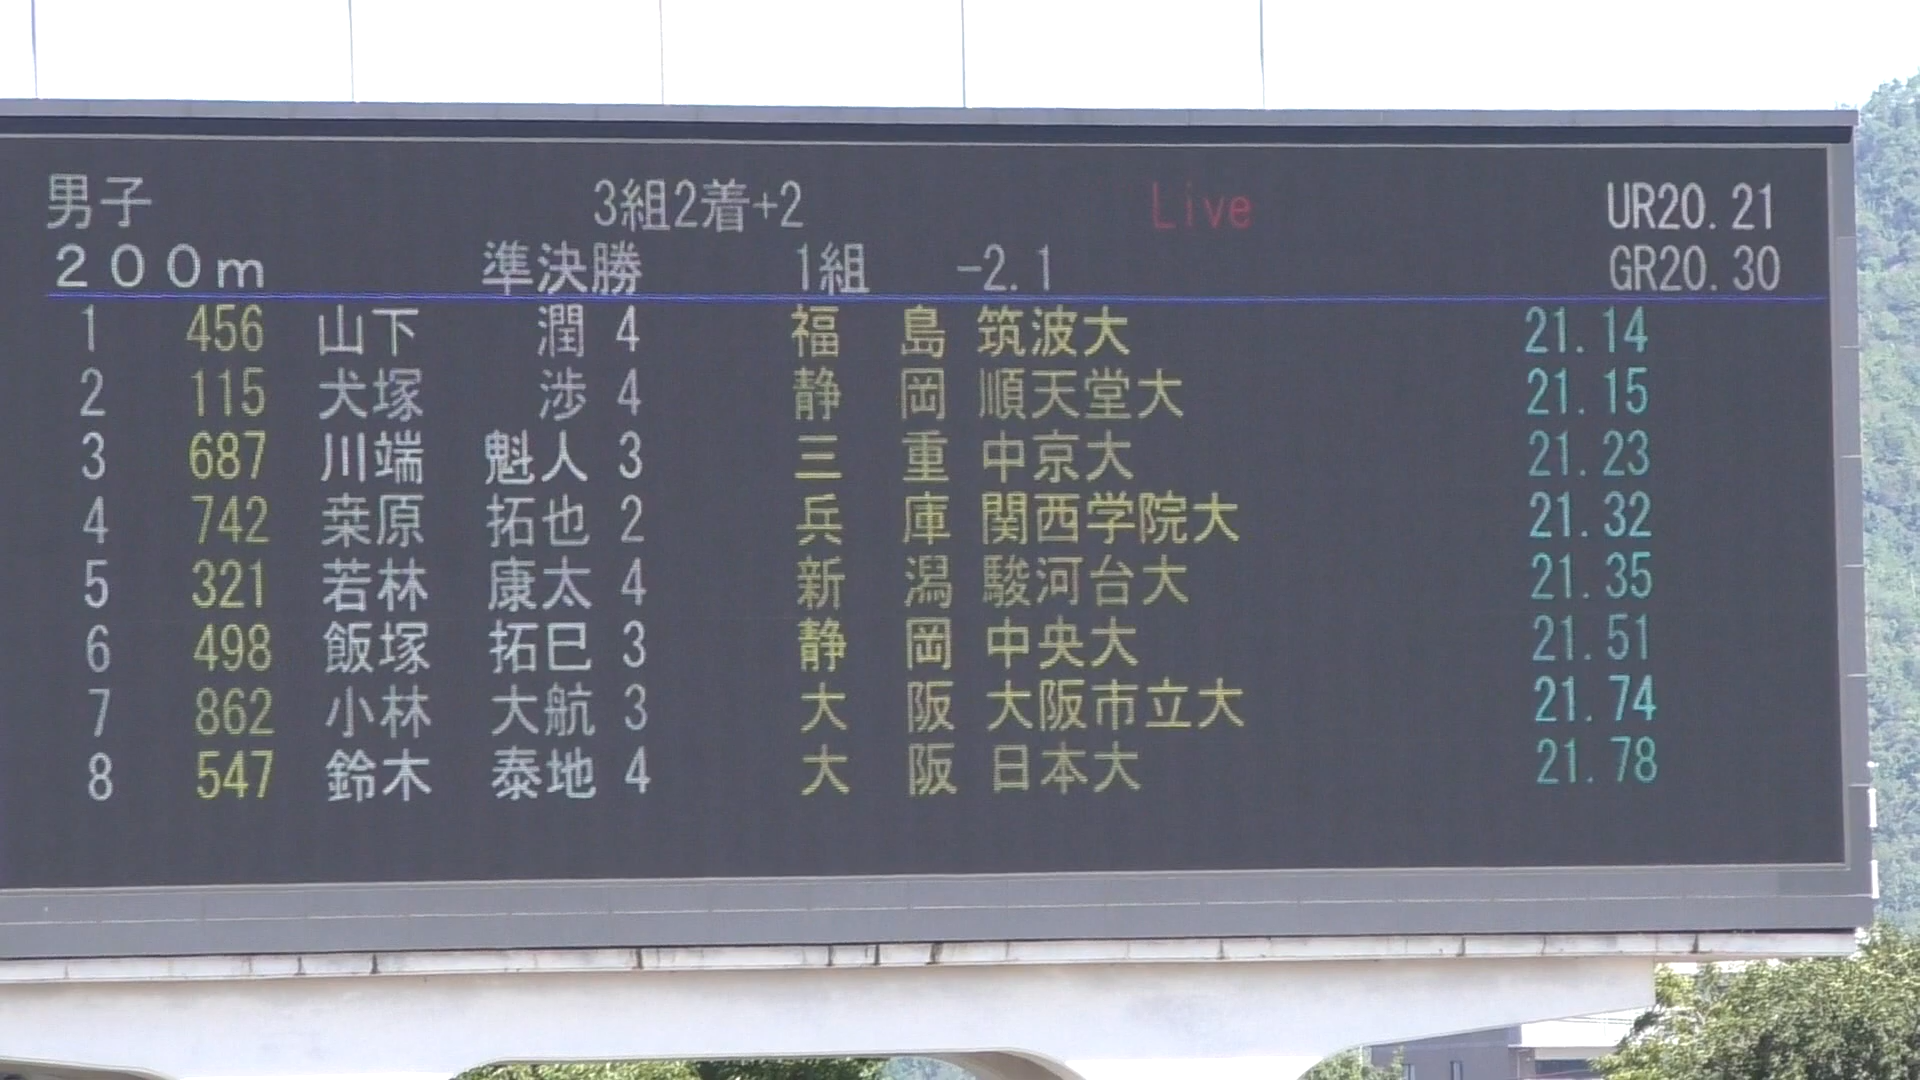 男子 3組2着+2 Live UR20.21
200m 準決勝 1組 -2.1 GR20.30
1 456 山下 潤 4 福島 筑波大 21.14
2 115 犬塚 渉 4 静岡 順天堂大 21.15
3 687 川端 魁人 3 三重 中京大 21.23
4 742 桒原 拓也 2 兵庫 関西学院大 21.32
5 321 若林 康太 4 新潟 駿河台大 21.35
6 498 飯塚 拓巳 3 静岡 中央大 21.51
7 862 小林 大航 3 大阪 大阪市立大 21.74
8 547 鈴木 泰地 4 大阪 日本大 21.78